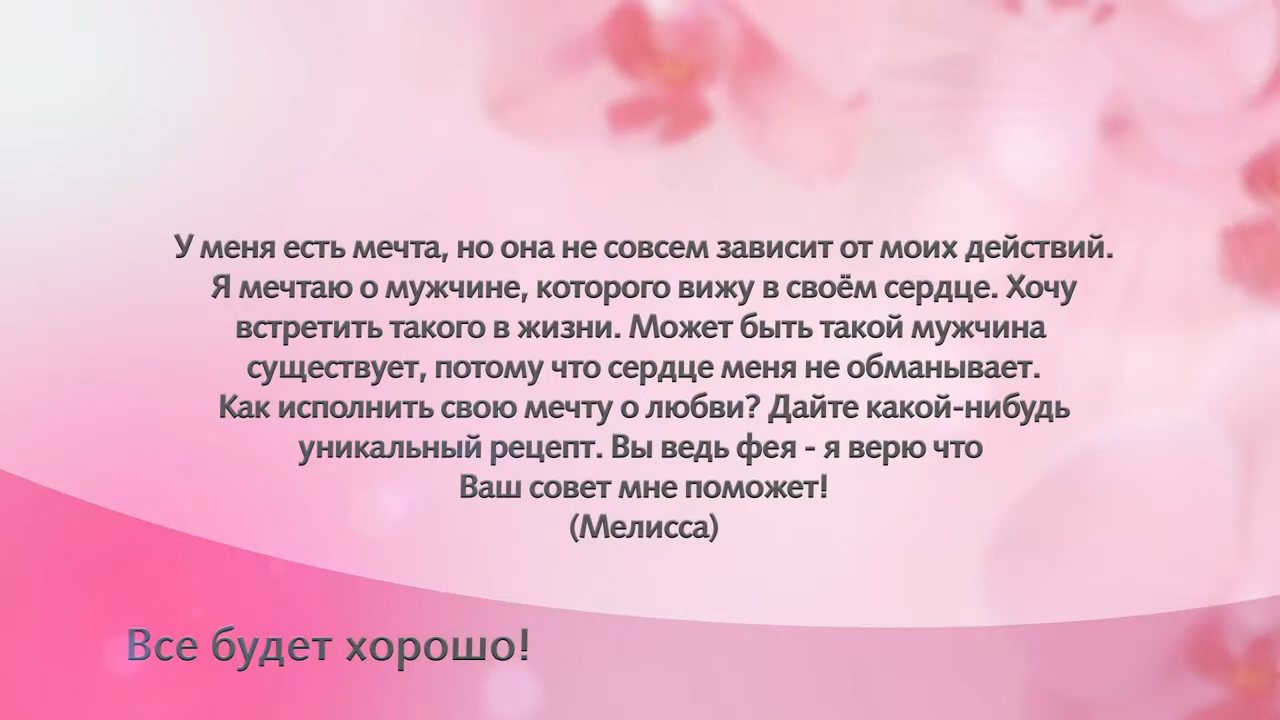 У меня есть мечта, но она не совсем зависит от моих действий.
Я мечтаю о мужчине, которого вижу в своём сердце. Хочу
встретить такого в жизни. Может быть такой мужчина
существует, потому что сердце меня не обманывает.
Как исполнить свою мечту о любви? Дайте какой-нибудь
уникальный рецепт. Вы ведь фея - я верю что
Ваш совет мне поможет!
(Мелисса)
Все будет хорошо!